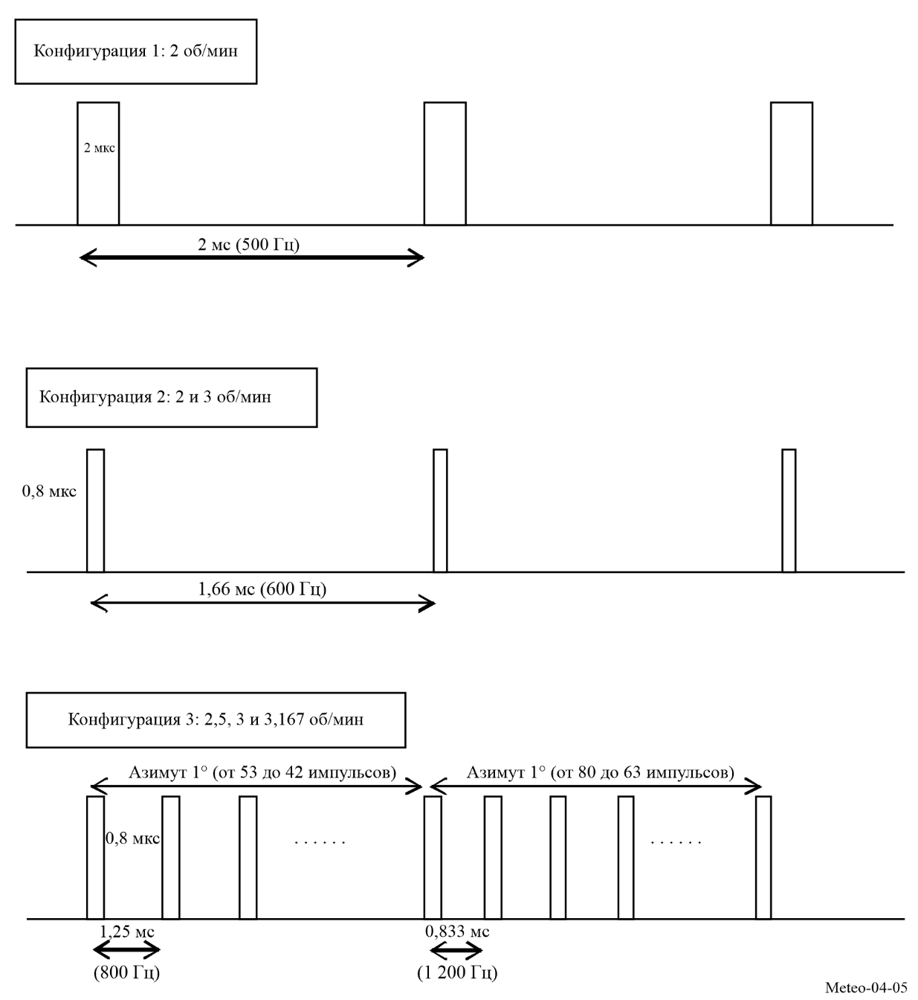 Конфигурация 1: 2 об/мин
2 мкс
2 мс (500 Гц)
Конфигурация 2: 2 и 3 об/мин
0,8 мкс
1,66 мс (600 Гц)
Конфигурация 3: 2,5, 3 и 3,167 об/мин
Азимут 1° (от 53 до 42 импульсов)
Азимут 1° (от 80 до 63 импульсов)
0,8 мкс
. . . . . .
. . . . . .
1,25 мс
0,833 мс
(800 Гц)
(1 200 Гц)
Meteo-04-05